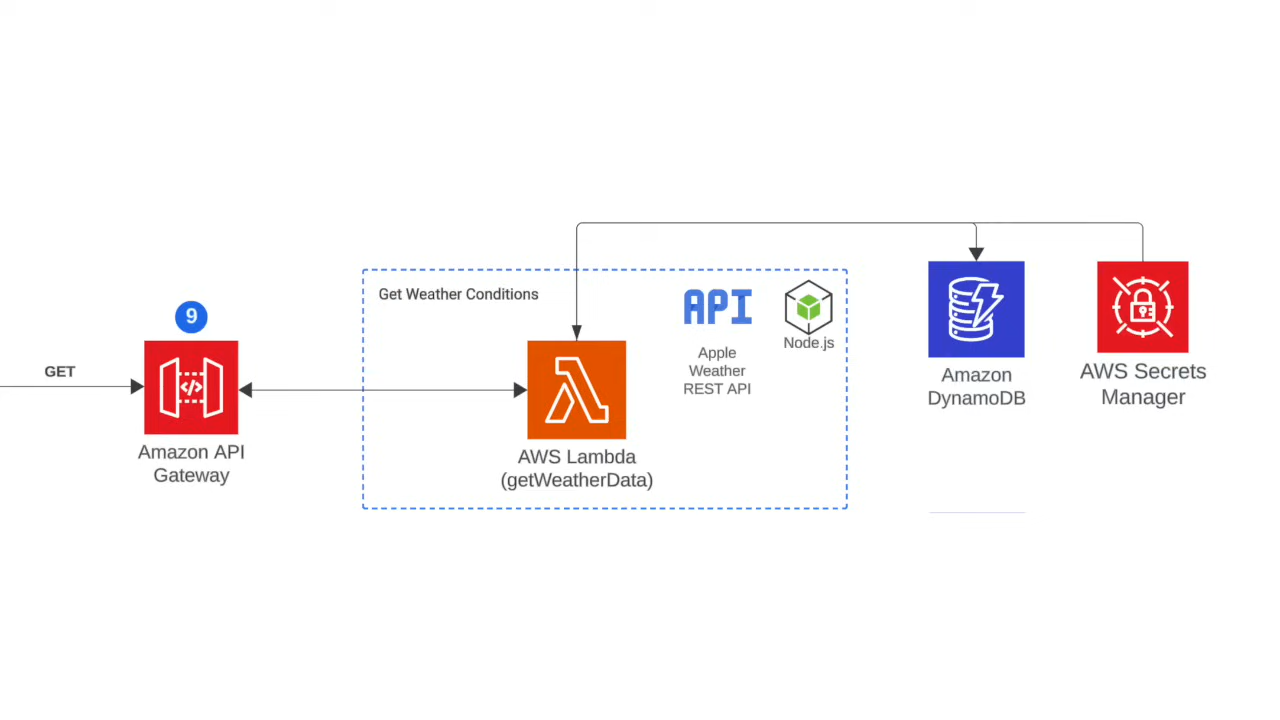 GET
9
Amazon API
Gateway
Get Weather Conditions
AWS Lambda
(getWeatherData)
API
Apple
Weather
REST API
Node.js
Amazon
DynamoDB
AWS Secrets
Manager